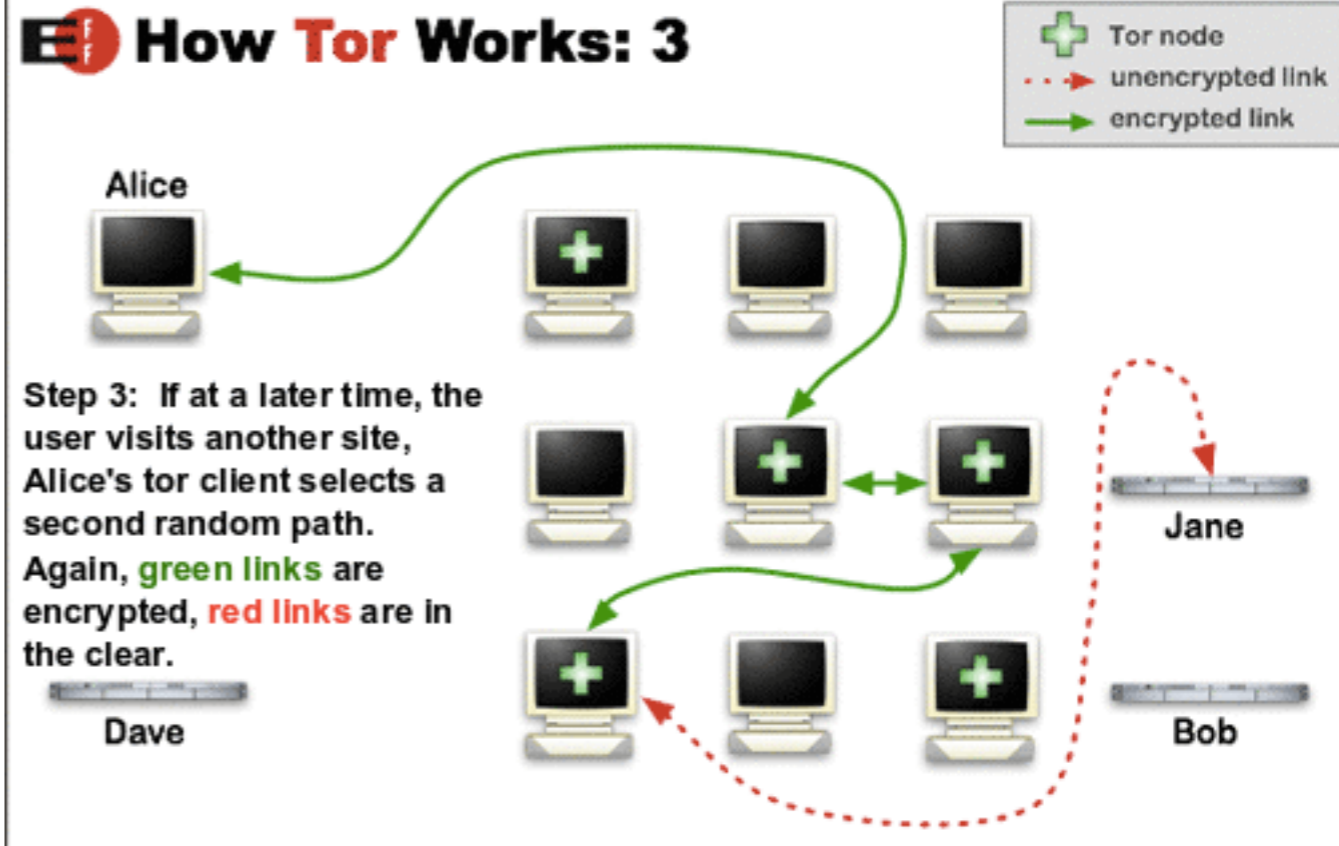 EFF How Tor Works: 3
Tor node
unencrypted link
encrypted link
Alice
Step 3: If at a later time, the
user visits another site,
Alice's tor client selects a
second random path.
Again, green links are
encrypted, red links are in
the clear.
Jane
Dave
Bob